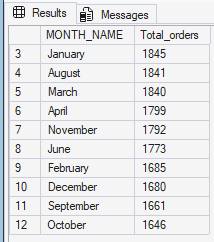 Results Messages
MONTH_NAME Total_orders
3 January 1845
4 August 1841
5 March 1840
6 April 1799
7 November 1792
8 June 1773
9 February 1685
10 December 1680
11 September 1661
12 October 1646